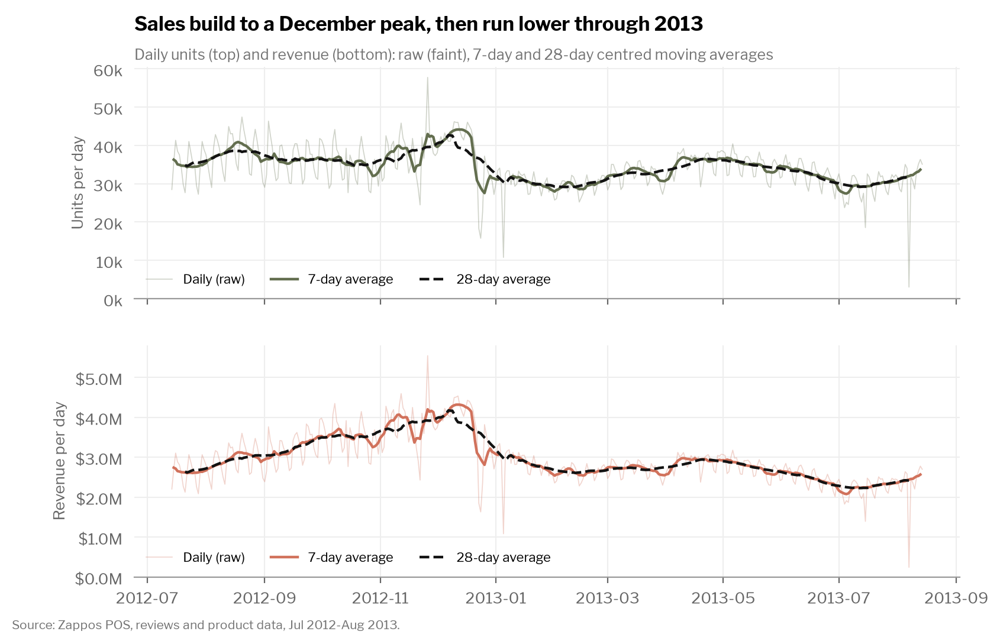 Sales build to a December peak, then run lower through 2013
Daily units (top) and revenue (bottom): raw (faint), 7-day and 28-day centred moving averages
Units per day
60k
50k
40k
30k
20k
10k
0k
Daily (raw)
7-day average
28-day average
Revenue per day
$5.0M
$4.0M
$3.0M
$2.0M
$1.0M
$0.0M
Daily (raw)
7-day average
28-day average
2012-07
2012-09
2012-11
2013-01
2013-03
2013-05
2013-07
2013-09
Source: Zappos POS, reviews and product data, Jul 2012-Aug 2013.